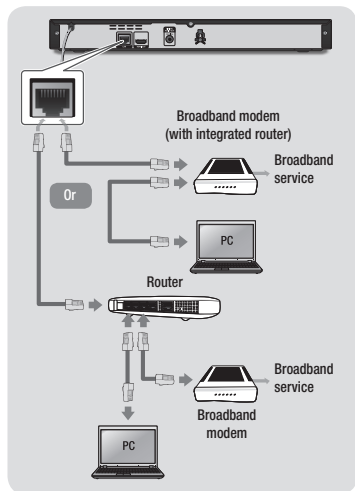 Broadband modem
(with integrated router)
Broadband
service
Or
PC
Router
Broadband
service
Broadband
modem
PC